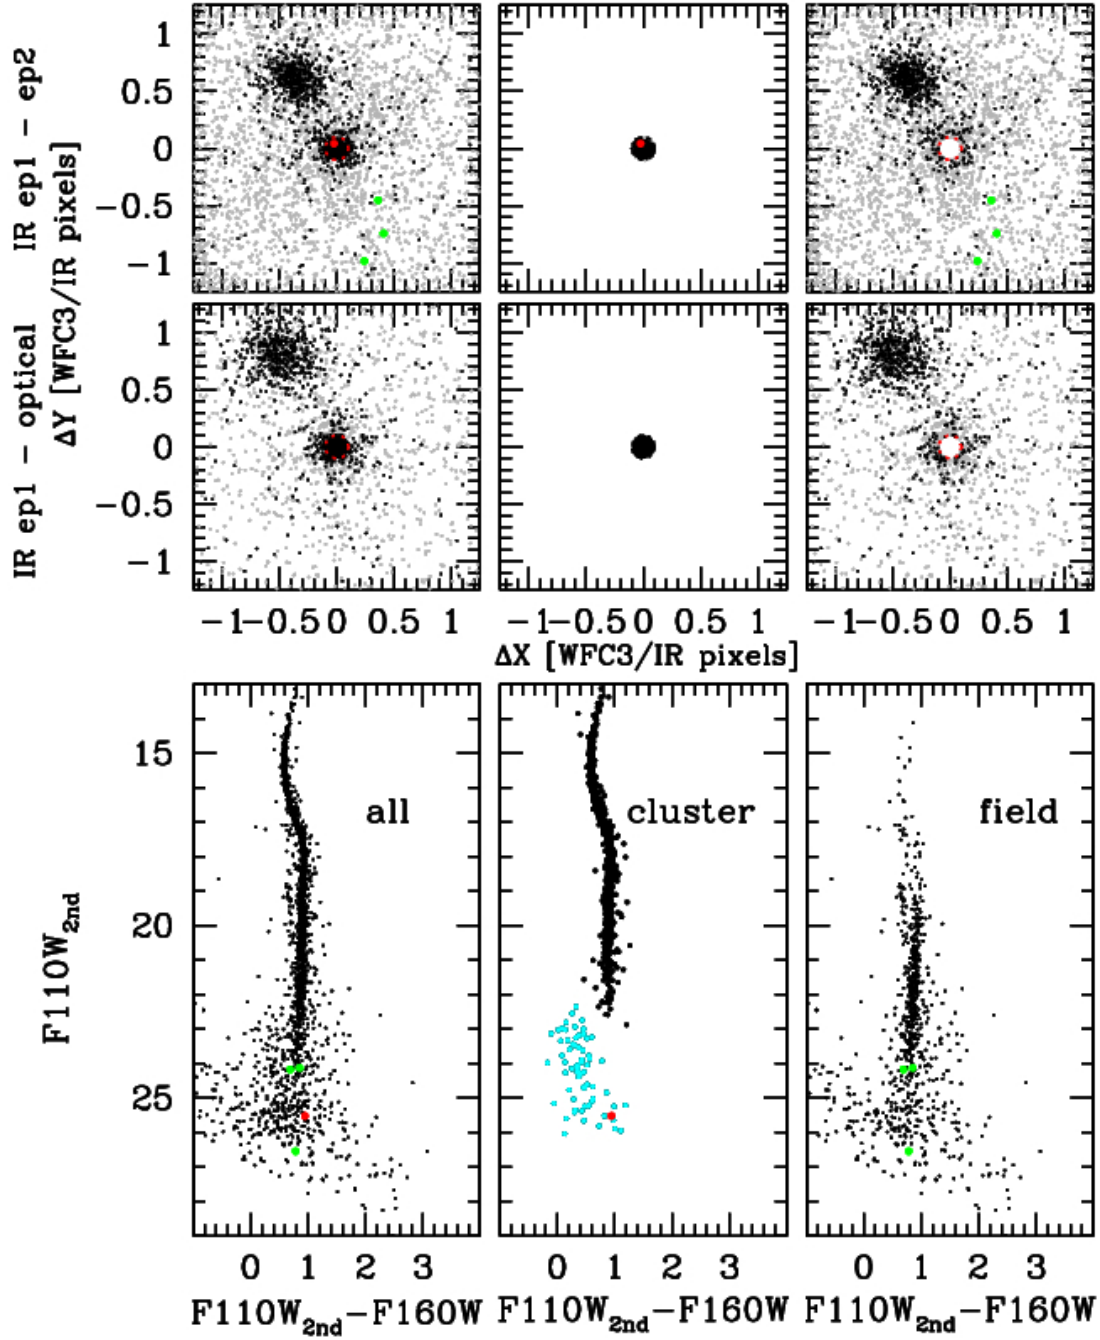 IR ep1 − ep2
1
0.5
0
−0.5
−1
IR ep1 − optical
ΔY [WFC3/IR pixels]
1
0.5
0
−0.5
−1
−1 −0.5 0 0.5 1
−1 −0.5 0 0.5 1
−1 −0.5 0 0.5 1
ΔX [WFC3/IR pixels]
F110W2nd
15
20
25
all
cluster
field
0 1 2 3
0 1 2 3
0 1 2 3
F110W2nd−F160W
F110W2nd−F160W
F110W2nd−F160W